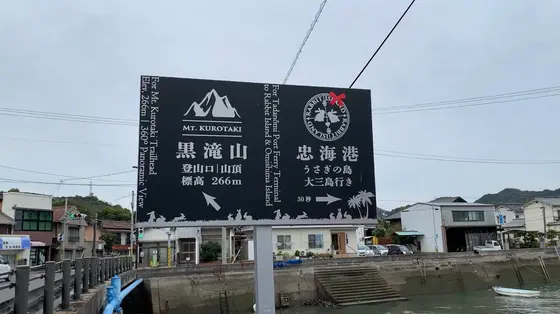 For Mt. Kurotaki Trailhead
Elev. 266m | 360° Panoramic View
MT. KUROTAKI
黒滝山
登山口|山頂
標高 266m
For Tadanoumi Port Ferry Terminal
to Rabbit Island & Omishima Island
RABBIT ISLAND
RABBIT ISLAND
忠海港
うさぎの島
大三島行き
30秒